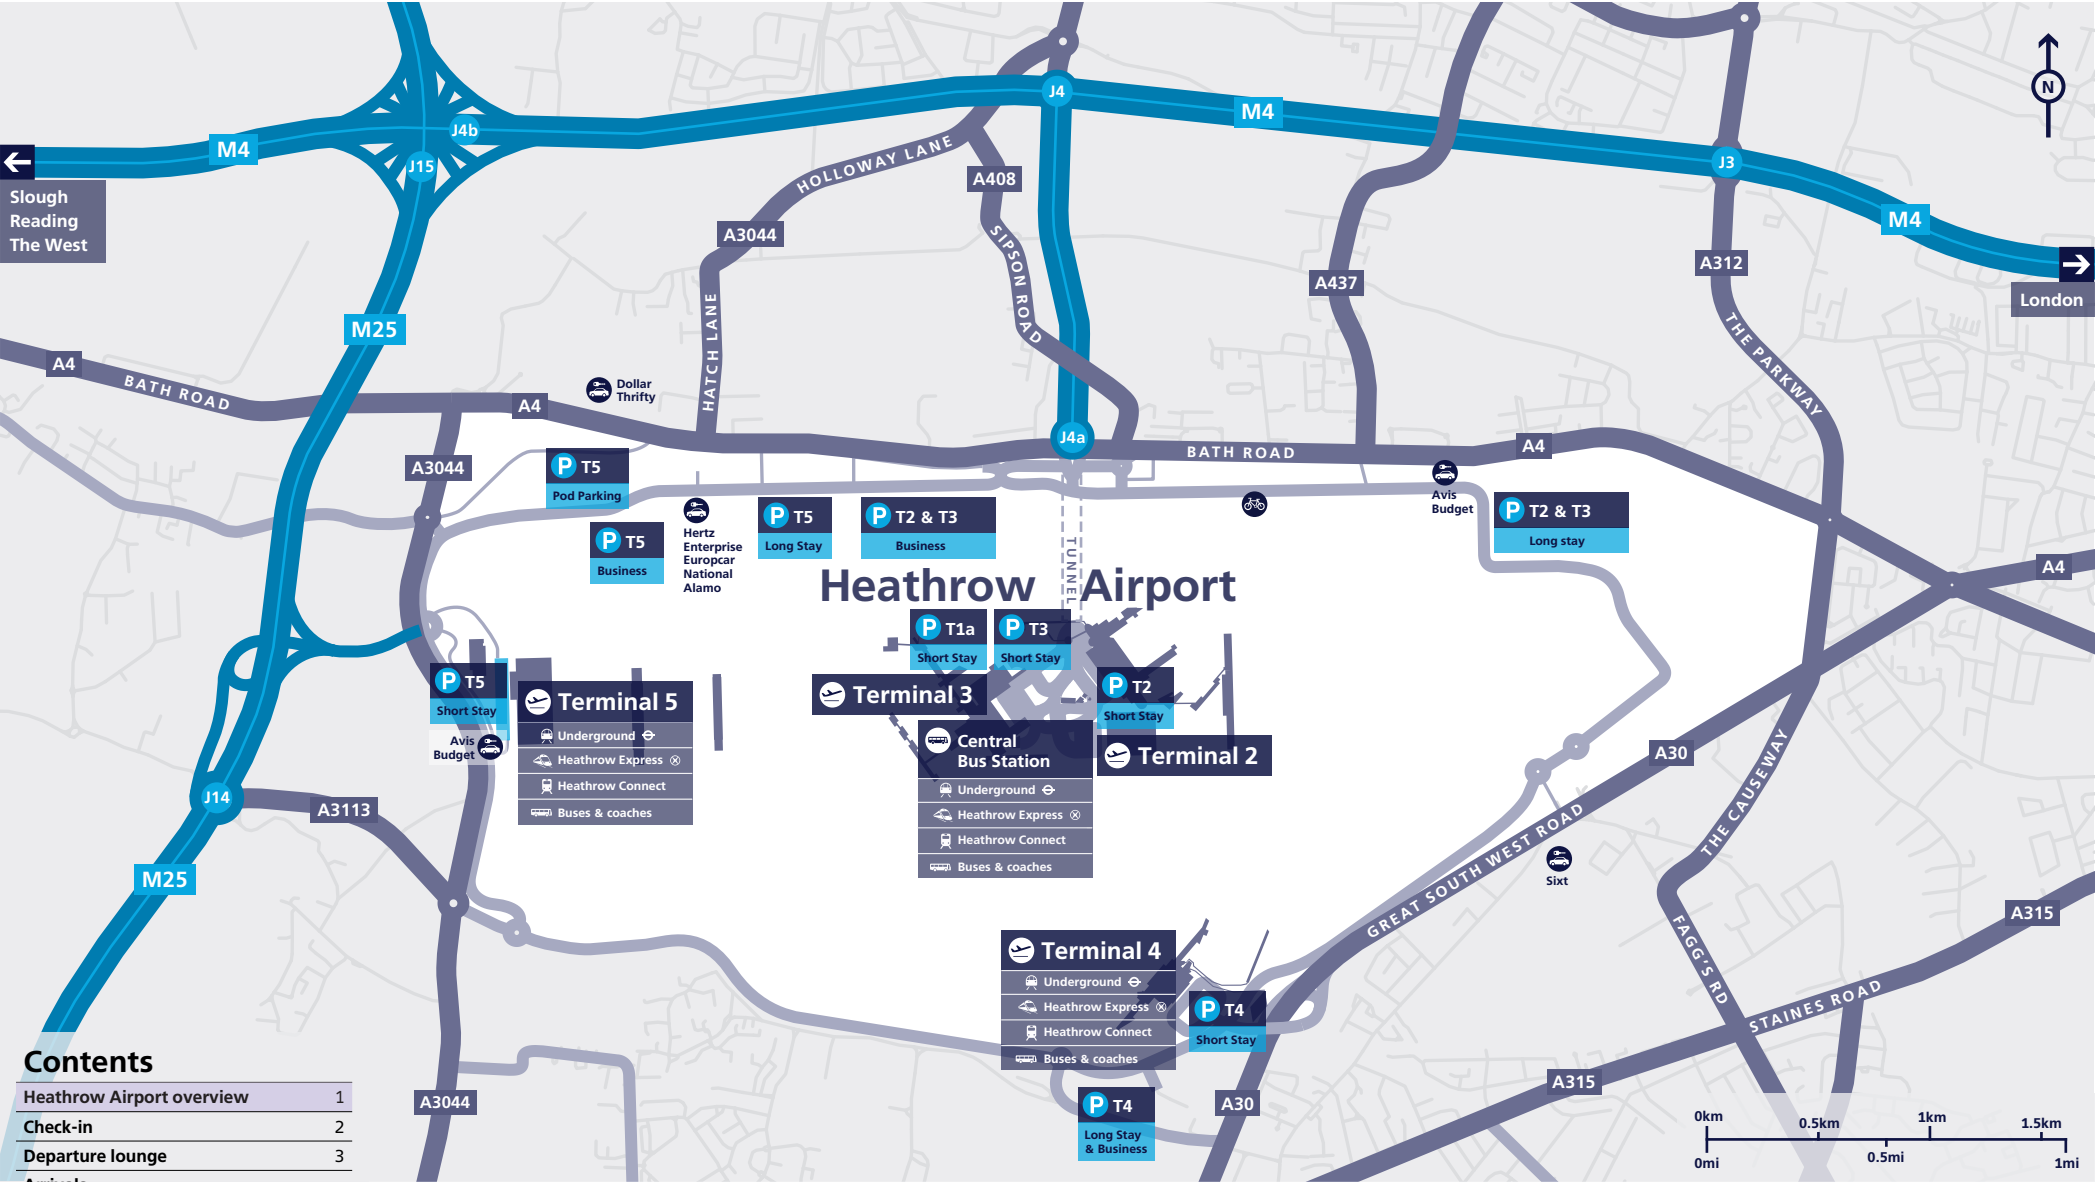 J4
N
M4
M4
J4b
J3
J15
A408
HOLLOWAY LANE
Slough
Reading
The West
M4
A3044
SIPSON ROAD
A312
A437
London
M25
HATCH LANE
THE PARKWAY
A4
BATH ROAD
Dollar
Thrifty
A4
J4a
BATH ROAD
A4
A3044
P T5
Pod Parking
Avis
Budget
P T5
Long Stay
P T2 & T3
Business
P T2 & T3
Long stay
P T5
Business
Hertz
Enterprise
Europcar
National
Alamo
TUNNEL
A4
Heathrow Airport
P T1a
Short Stay
P T3
Short Stay
P T5
Short Stay
P T2
Short Stay
Terminal 5
Underground
Heathrow Express
Heathrow Connect
Buses & coaches
Terminal 3
Avis
Budget
Central
Bus Station
Underground
Heathrow Express
Heathrow Connect
Buses & coaches
Terminal 2
A30
THE CAUSEWAY
J14
A3113
GREAT SOUTH WEST ROAD
Sixt
M25
A315
FAGG'S RD
Terminal 4
Underground
Heathrow Express
Heathrow Connect
Buses & coaches
P T4
Short Stay
STAINES ROAD
A315
Contents
Heathrow Airport overview 1
Check-in 2
Departure lounge 3
A3044
P T4
Long Stay
& Business
A30
0km
0.5km
1km
1.5km
0mi
0.5mi
1mi